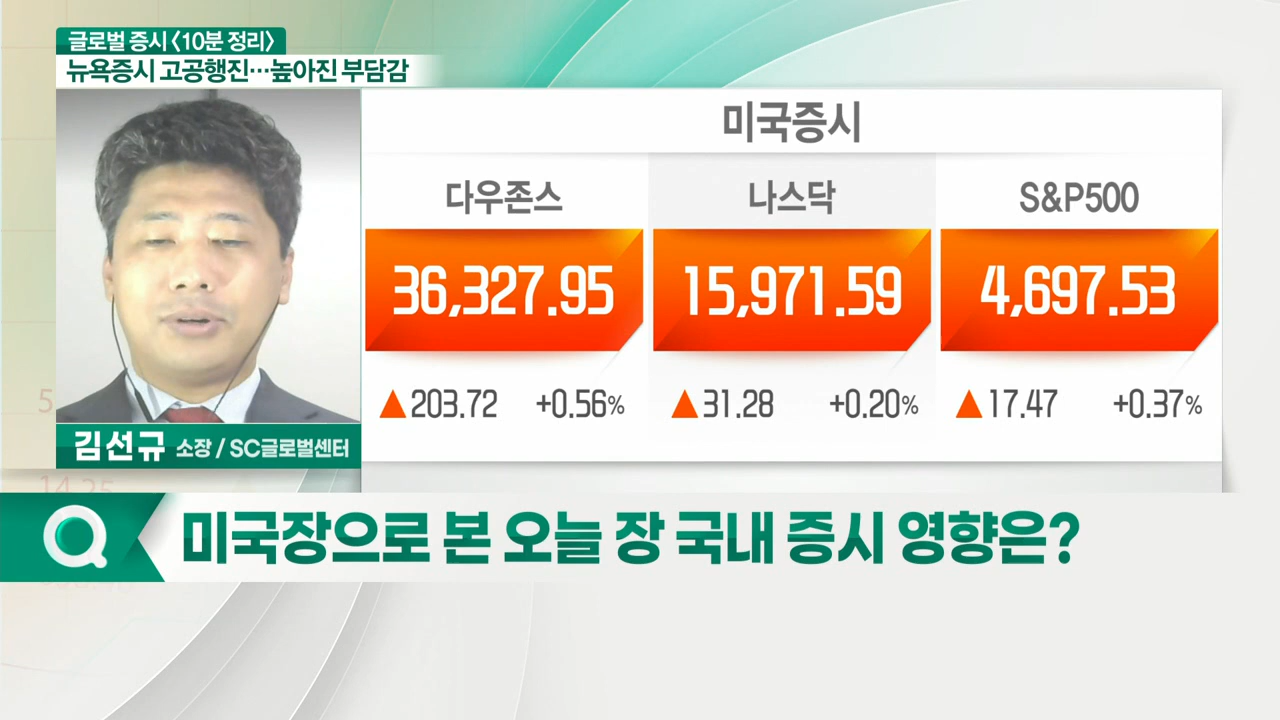 글로벌 증시 <10분 정리>
뉴욕증시 고공행진…높아진 부담감
미국증시
다우존스 나스닥 S&P500
36,327.95 15,971.59 4,697.53
▲203.72 +0.56% ▲31.28 +0.20% ▲17.47 +0.37%
김선규 소장 / SC글로벌센터
미국장으로 본 오늘 장 국내 증시 영향은?